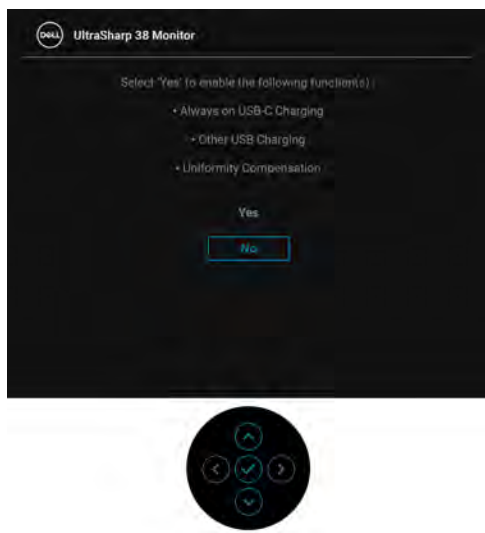 DELL UltraSharp 38 Monitor
Select 'Yes' to enable the following function(s) :
• Always on USB-C Charging
• Other USB Charging
• Uniformity Compensation
Yes
No